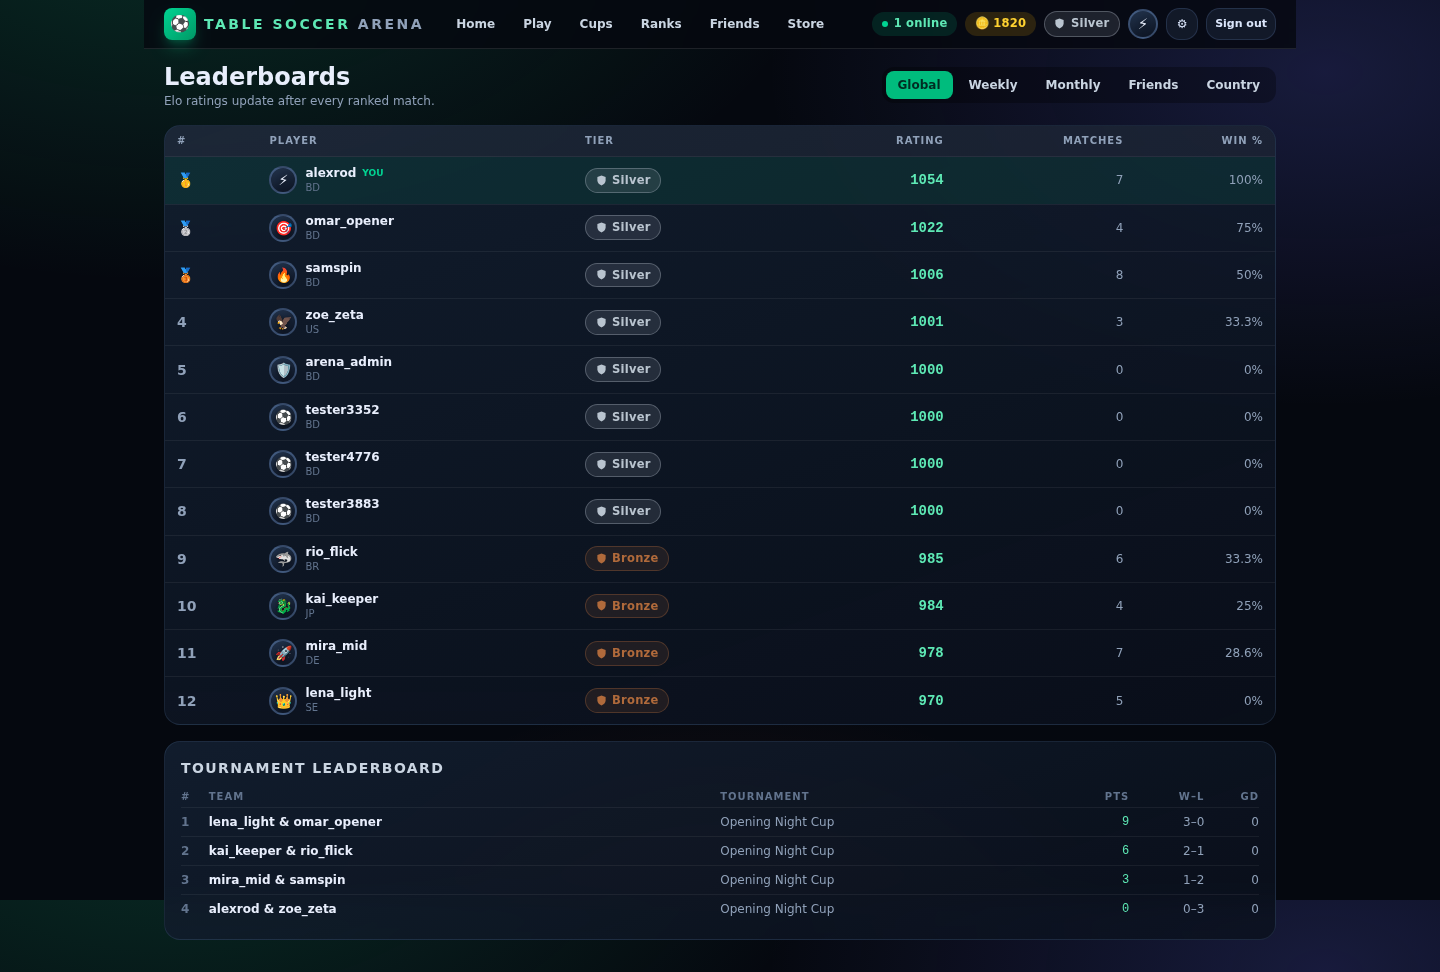 TABLE SOCCER ARENA Home Play Cups Ranks Friends Store 1 online 1820 Silver Sign out
Leaderboards
Elo ratings update after every ranked match.
Global Weekly Monthly Friends Country
# PLAYER TIER RATING MATCHES WIN %
alexrod YOU BD Silver 1054 7 100%
omar_opener BD Silver 1022 4 75%
samspin BD Silver 1006 8 50%
4 zoe_zeta US Silver 1001 3 33.3%
5 arena_admin BD Silver 1000 0 0%
6 tester3352 BD Silver 1000 0 0%
7 tester4776 BD Silver 1000 0 0%
8 tester3883 BD Silver 1000 0 0%
9 rio_flick BR Bronze 985 6 33.3%
10 kai_keeper JP Bronze 984 4 25%
11 mira_mid DE Bronze 978 7 28.6%
12 lena_light SE Bronze 970 5 0%
TOURNAMENT LEADERBOARD
# TEAM TOURNAMENT PTS W–L GD
1 lena_light & omar_opener Opening Night Cup 9 3–0 0
2 kai_keeper & rio_flick Opening Night Cup 6 2–1 0
3 mira_mid & samspin Opening Night Cup 3 1–2 0
4 alexrod & zoe_zeta Opening Night Cup 0 0–3 0